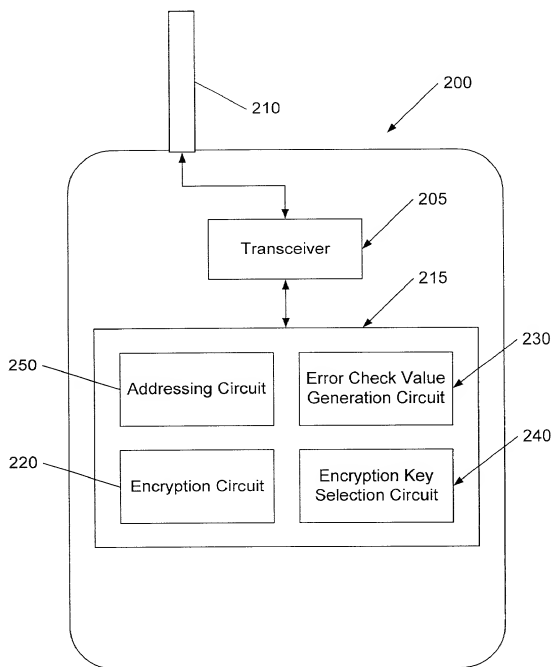 210
200
205
Transceiver
215
250
230
Addressing Circuit
Error Check Value
Generation Circuit
220
240
Encryption Circuit
Encryption Key
Selection Circuit